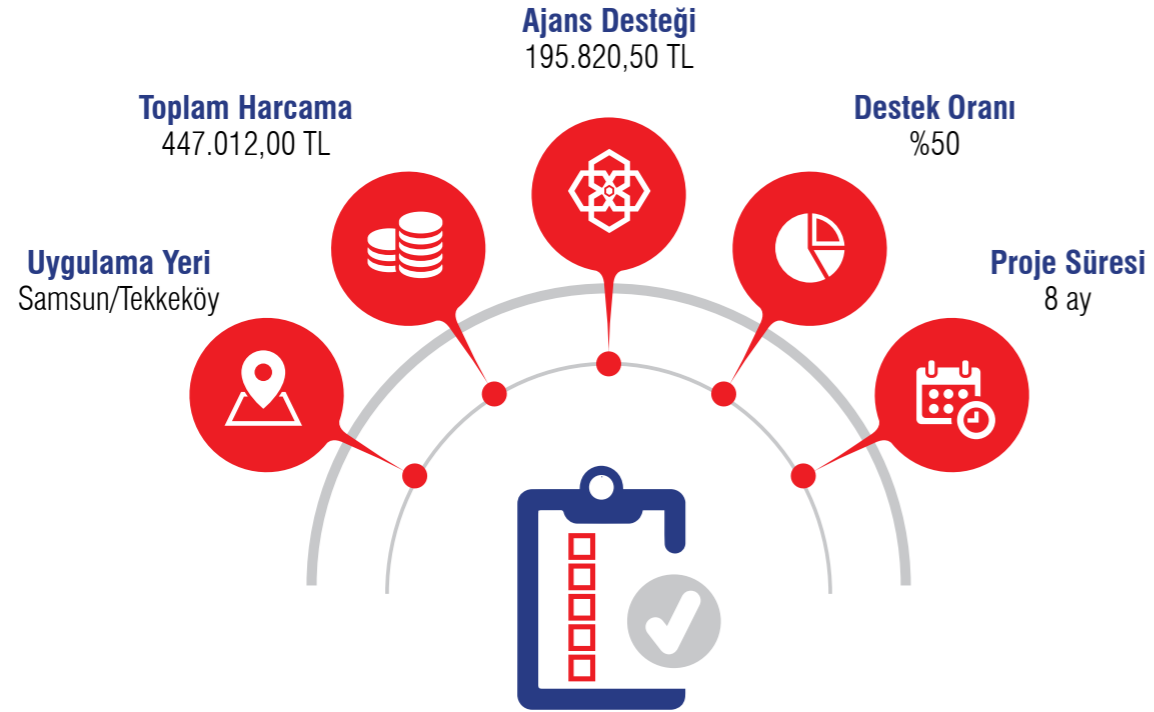 Ajans Desteği
195.820,50 TL
Toplam Harcama
447.012,00 TL
Destek Oranı
%50
Uygulama Yeri
Samsun/Tekkeköy
Proje Süresi
8 ay